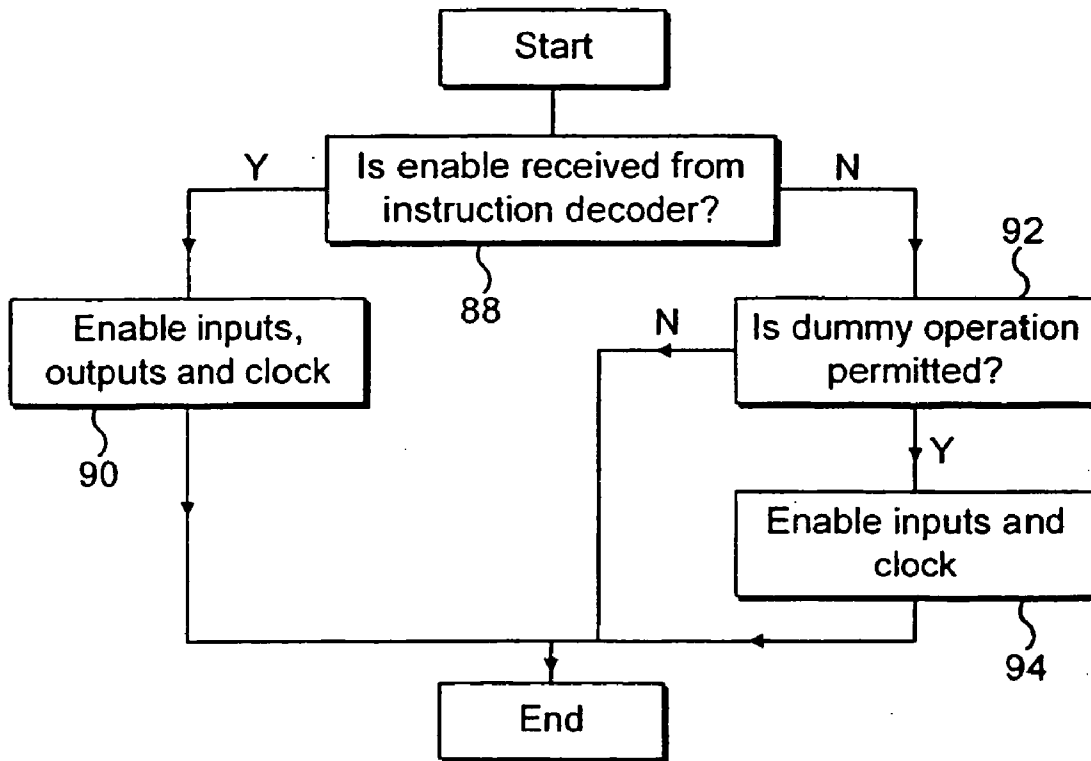 Start
Y
Is enable received from
instruction decoder?
N
88
92
Enable inputs,
outputs and clock
90
N
Is dummy operation
permitted?
Y
Enable inputs and
clock
94
End